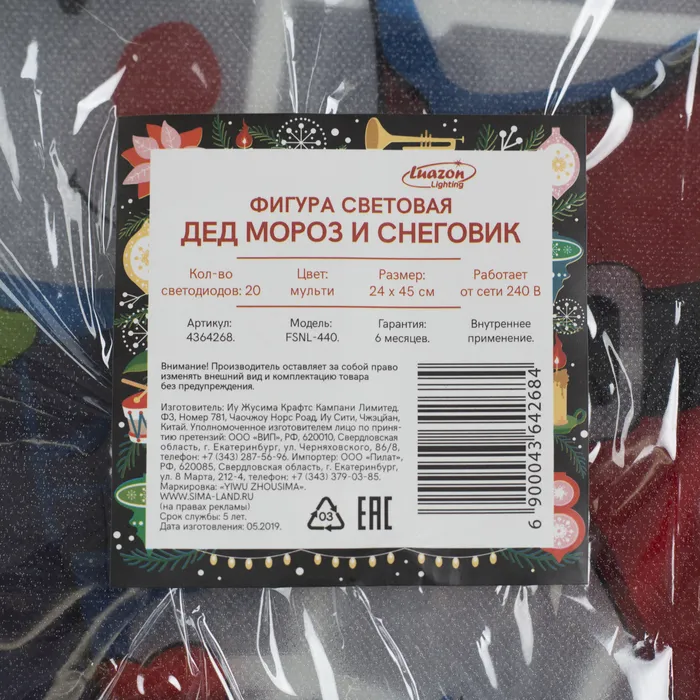 Luazon
Lighting
ФИГУРА СВЕТОВАЯ
ДЕД МОРОЗ И СНЕГОВИК
Кол-во
светодиодов: 20
Цвет:
мульти
Размер:
24 х 45 см
Работает
от сети 240 В
Артикул:
4364268.
Модель:
FSNL-440.
Гарантия:
6 месяцев.
Внутреннее
применение.
Внимание! Производитель оставляет за собой право
изменять внешний вид и комплектацию товара
без предупреждения.
Изготовитель: Иу Жусима Крафтс Кампани Лимитед.
ФЗ, Номер 781, Чаочжоу Норс Роад, Иу Сити, Чжэцйан,
Китай. Уполномоченное изготовителем лицо по приня-
тию претензий: ООО «ВИП», РФ, 620010, Свердловская
область, г. Екатеринбург, ул. Черняховского, 86/8,
телефон: +7 (343) 287-56-96. Импортер: ООО «Пилат»,
РФ, 620085, Свердловская область, г. Екатеринбург,
ул. 8 Марта, 212-4, телефон: +7 (343) 379-03-85.
Маркировка: «YIWU ZHOUSIMA».
WWW.SIMA-LAND.RU
(на правах рекламы)
Срок службы: 5 лет.
Дата изготовления: 05.2019.
03
EAC
6 900043 642684